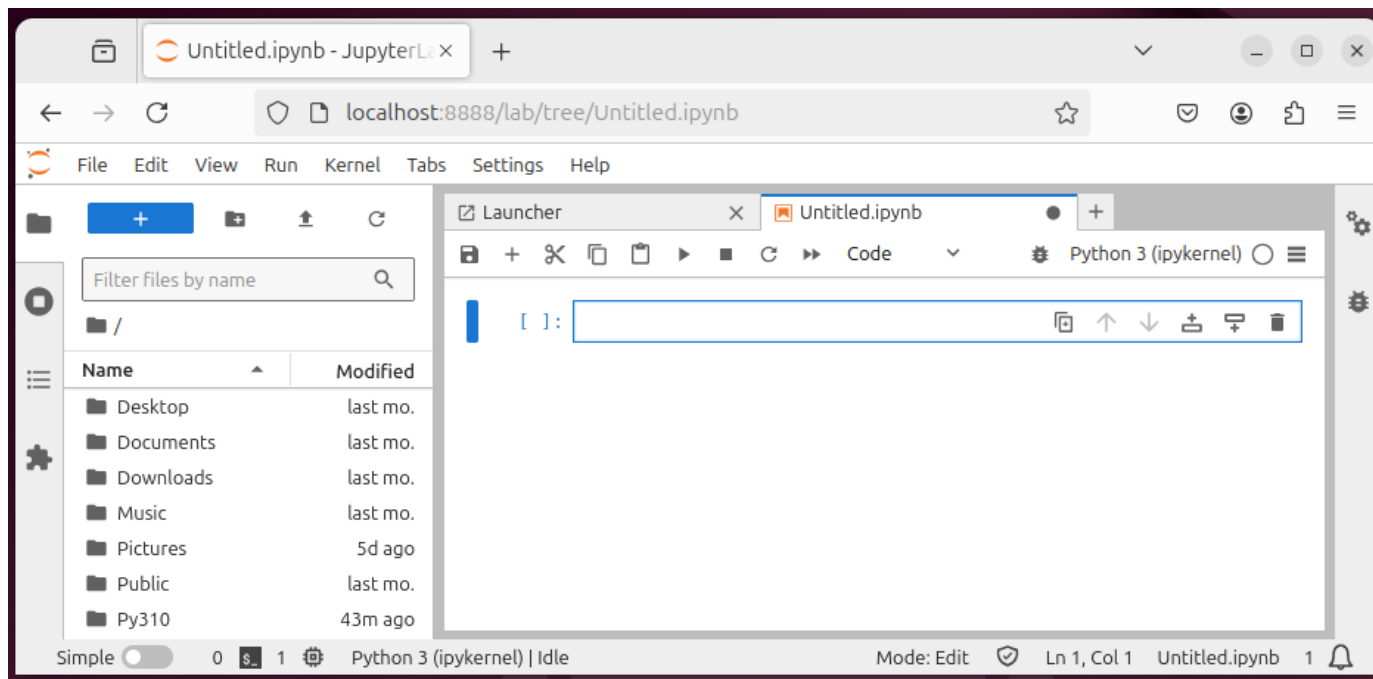 Untitled.ipynb - JupyterLa
localhost:8888/lab/tree/Untitled.ipynb
File Edit View Run Kernel Tabs Settings Help
+
Launcher
Untitled.ipynb
Code
Python 3 (ipykernel)
Filter files by name
/
[ ]:
Name Modified
Desktop last mo.
Documents last mo.
Downloads last mo.
Music last mo.
Pictures 5d ago
Public last mo.
Py310 43m ago
Simple 0 $_ 1 Python 3 (ipykernel) | Idle Mode: Edit Ln 1, Col 1 Untitled.ipynb 1